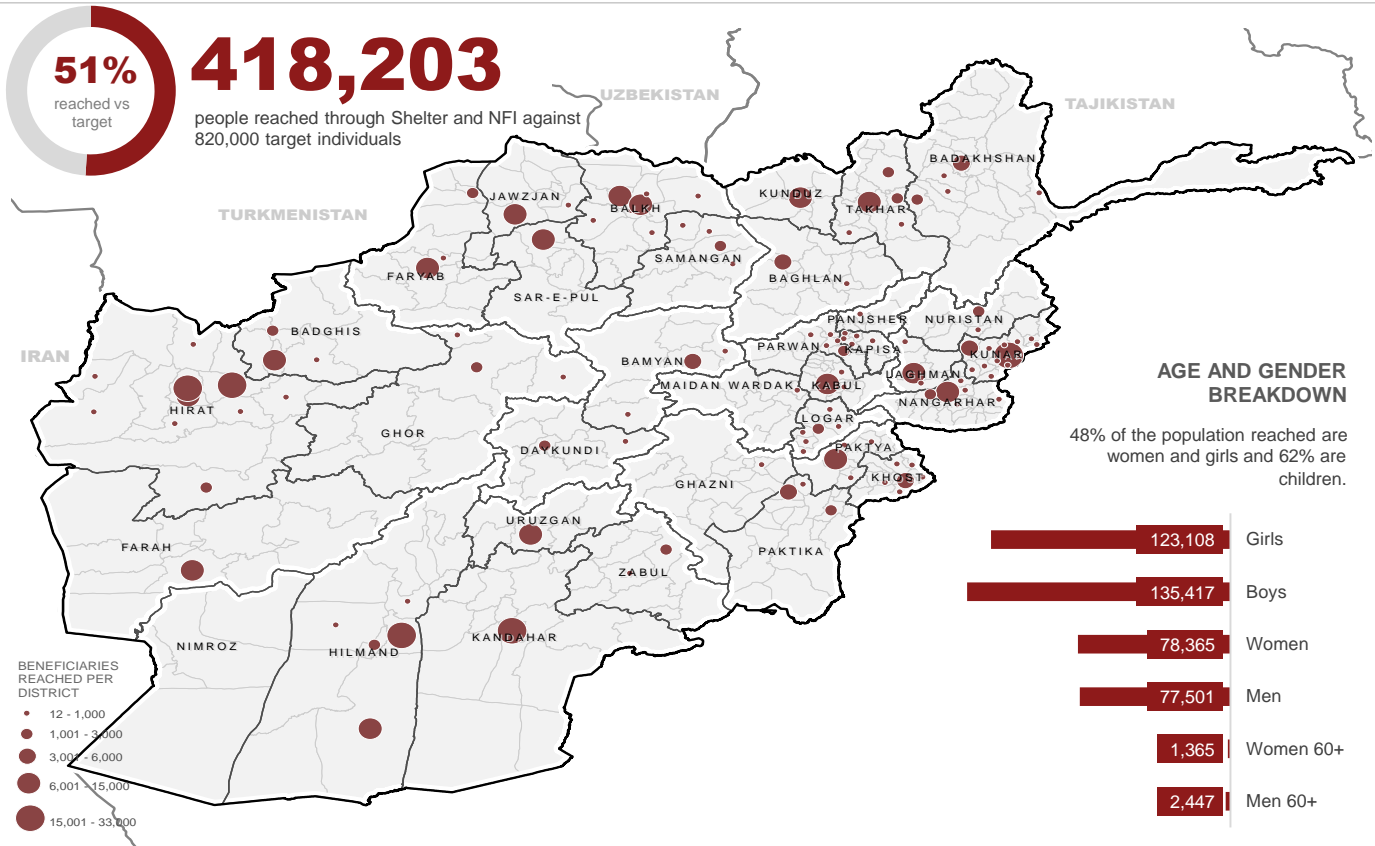 51%
reached vs
target
418,203
people reached through Shelter and NFI against
820,000 target individuals
UZBEKISTAN
TAJIKISTAN
TURKMENISTAN
IRAN
BADAKHSHAN
JAWZJAN
BALKH
KUNDUZ
TAKHAR
FARYAB
SAMANGAN
BAGHLAN
SAR-E-PUL
BADGHIS
PANJSHER
NURISTAN
PARWAN
KAPISA
KUNAR
BAMYAN
MAIDAN WARDAK
KABUL
LAGHMAN
NANGARHAR
HIRAT
GHOR
LOGAR
DAYKUNDI
PAKTYA
GHAZNI
KHOST
URUZGAN
FARAH
PAKTIKA
ZABUL
NIMROZ
HILMAND
KANDAHAR
AGE AND GENDER
BREAKDOWN
48% of the population reached are
women and girls and 62% are
children.
123,108 Girls
135,417 Boys
78,365 Women
77,501 Men
1,365 Women 60+
2,447 Men 60+
BENEFICIARIES
REACHED PER
DISTRICT
12 - 1,000
1,001 - 3,000
3,001 - 6,000
6,001 - 15,000
15,001 - 33,000